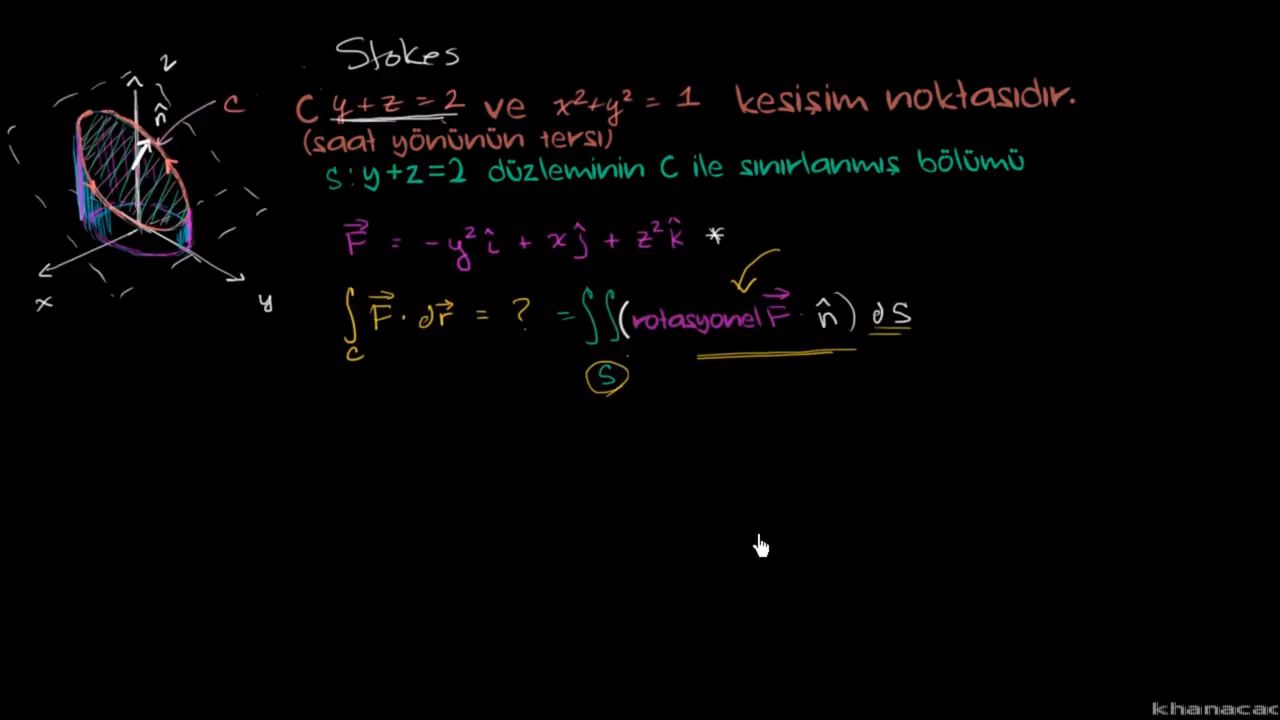 Stokes
z
n̂
C
C y + z = 2 ve x² + y² = 1 kesişim noktasıdır.
(saat yönünün tersi)
S: y + z = 2 düzleminin C ile sınırlanmış bölümü
F⃗ = -y² î + x ĵ + z² k̂ *
∫_C F⃗ · dr⃗ = ? = ∬_S (rotasyonel F⃗ · n̂) dS
x
y
khanacad